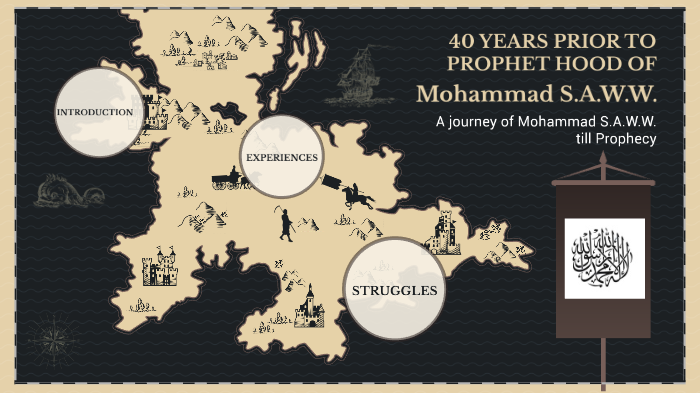 40 YEARS PRIOR TO
PROPHET HOOD OF
Mohammad S.A.W.W.
A journey of Mohammad S.A.W.W.
till Prophecy
INTRODUCTION
EXPERIENCES
STRUGGLES
لا إله إلا الله محمد رسول الله